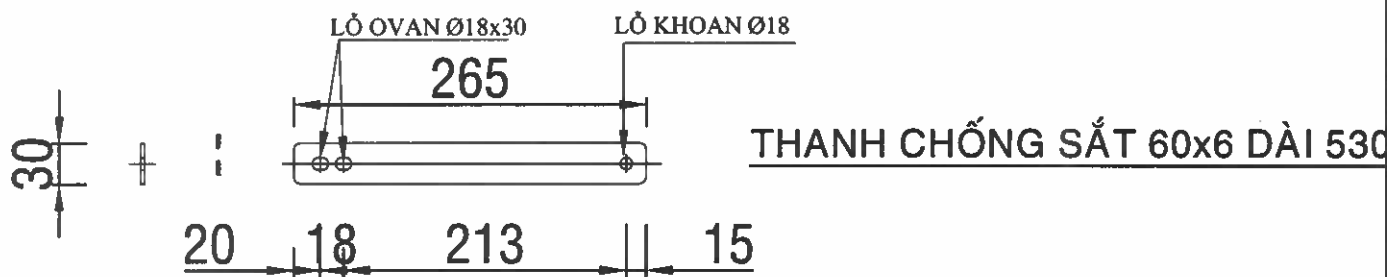 LỖ OVAN Ø18x30
LỖ KHOAN Ø18
265
30
THANH CHỐNG SẮT 60x6 DÀI 530
20
18
213
15